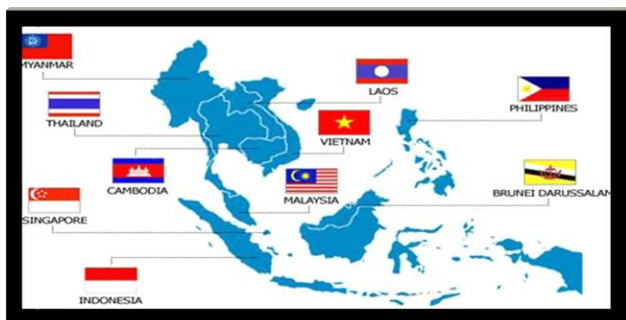 MYANMAR
LAOS
PHILIPPINES
THAILAND
VIETNAM
CAMBODIA
MALAYSIA
BRUNEI DARUSSALAM
SINGAPORE
INDONESIA